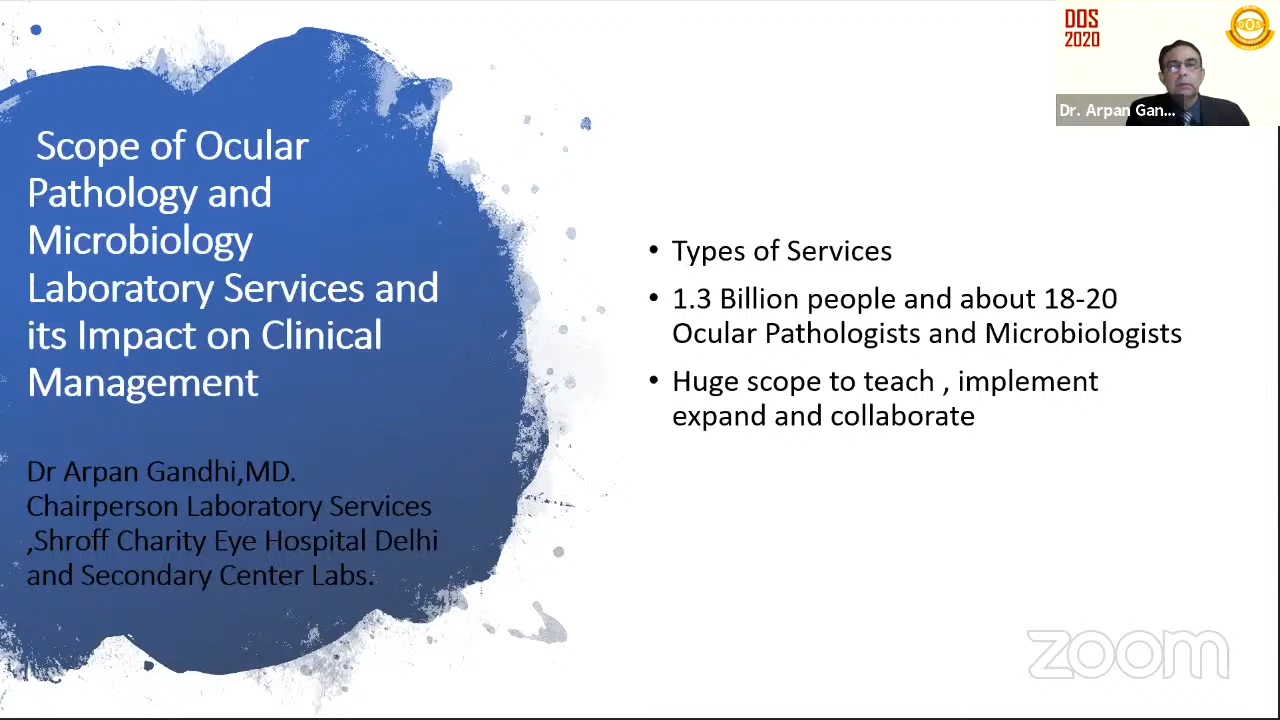 Scope of Ocular
Pathology and
Microbiology
Laboratory Services and
its Impact on Clinical
Management
Dr Arpan Gandhi,MD.
Chairperson Laboratory Services
,Shroff Charity Eye Hospital Delhi
and Secondary Center Labs.
• Types of Services
• 1.3 Billion people and about 18-20
Ocular Pathologists and Microbiologists
• Huge scope to teach , implement
expand and collaborate
DOS
2020
DOS
Dr. Arpan Gan...
zoom